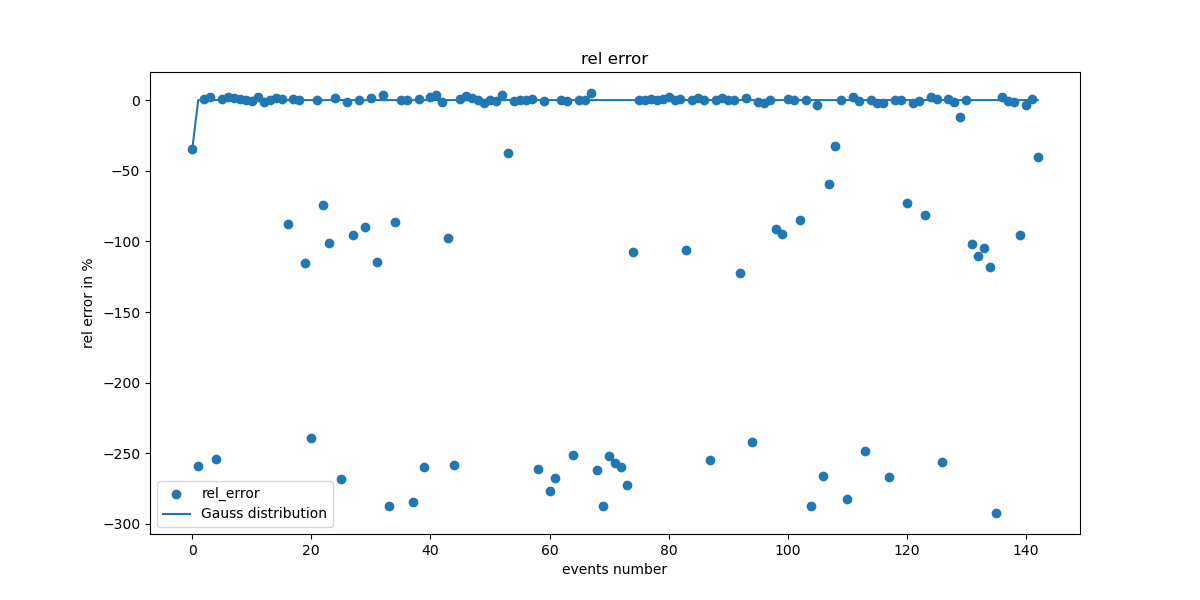 rel error
0
−50
−100
−150
−200
−250
−300
rel error in %
rel_error
Gauss distribution
0 20 40 60 80 100 120 140
events number